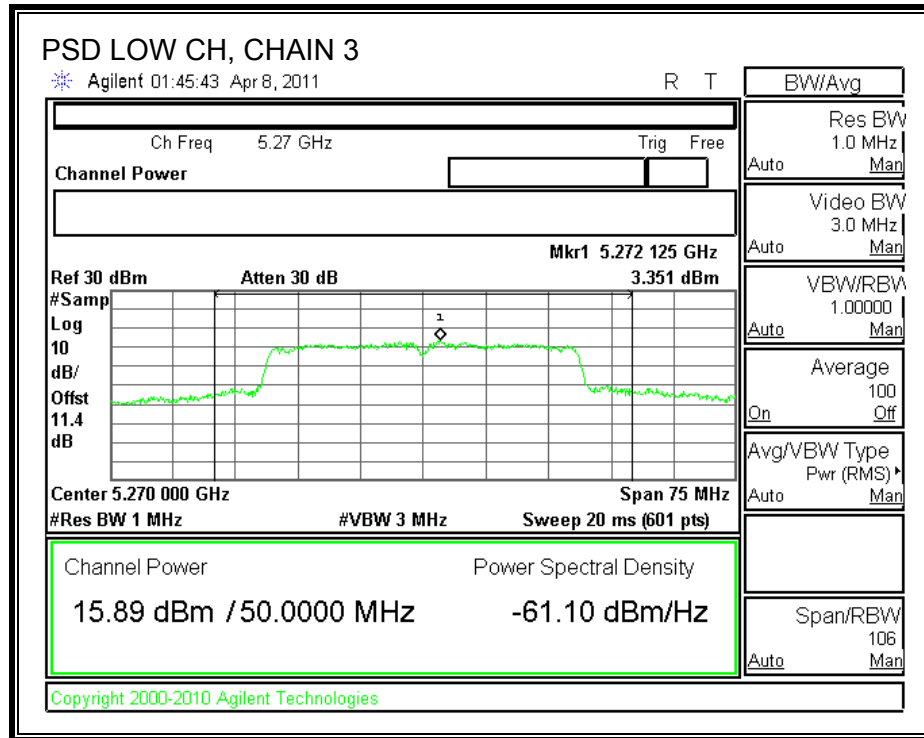 PSD LOW CH, CHAIN 3
Agilent 01:45:43 Apr 8, 2011 R T
Ch Freq 5.27 GHz Trig Free
Channel Power
Mkr1 5.272 125 GHz
Ref 30 dBm Atten 30 dB 3.351 dBm
#Samp
Log
10
dB/
Offst
11.4
dB
1
Center 5.270 000 GHz Span 75 MHz
#Res BW 1 MHz #VBW 3 MHz Sweep 20 ms (601 pts)
Channel Power Power Spectral Density
15.89 dBm / 50.0000 MHz -61.10 dBm/Hz
Copyright 2000-2010 Agilent Technologies
BW/Avg
Res BW
1.0 MHz
Auto Man
Video BW
3.0 MHz
Auto Man
VBW/RBW
1.00000
Auto Man
Average
100
On Off
Avg/VBW Type
Pwr (RMS)
Auto Man
Span/RBW
106
Auto Man